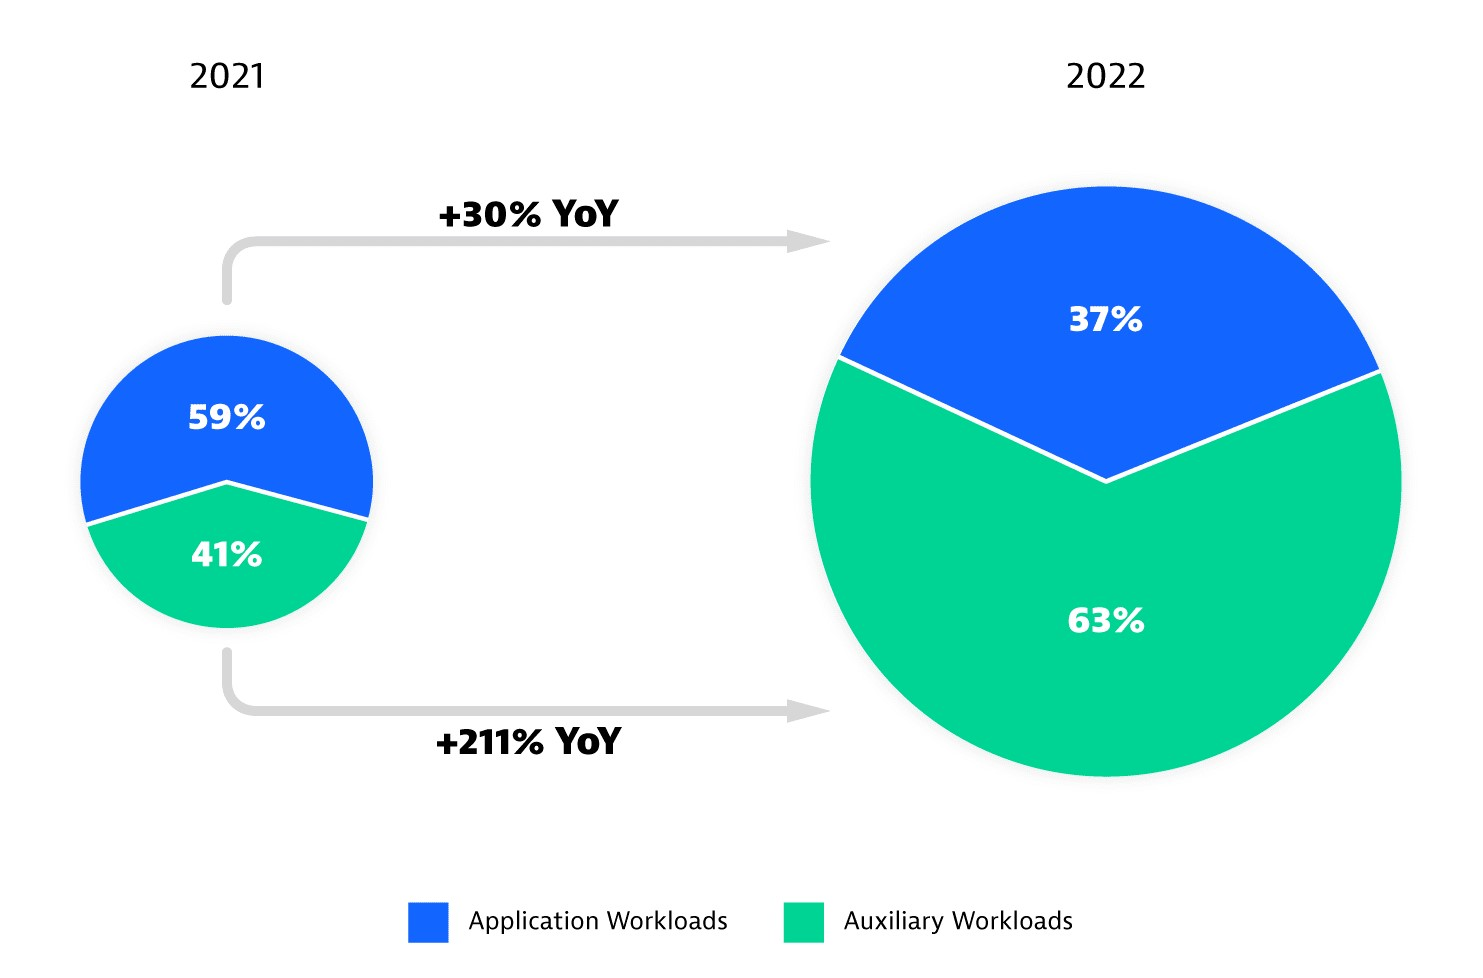 2021
2022
+30% YoY
37%
59%
41%
63%
+211% YoY
Application Workloads
Auxiliary Workloads